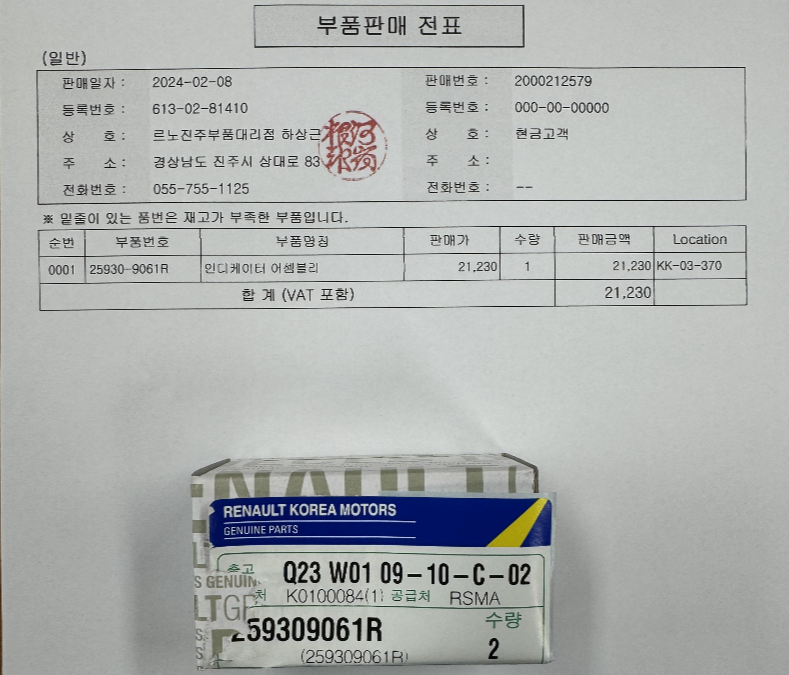 부품판매 전표
(일반)
판매일자 : 2024-02-08 판매번호 : 2000212579
등록번호 : 613-02-81410 등록번호 : 000-00-00000
상 호 : 르노진주부품대리점 하상근 상 호 : 현금고객
주 소 : 경상남도 진주시 상대로 83 주 소 :
전화번호 : 055-755-1125 전화번호 : --
※ 밑줄이 있는 품번은 재고가 부족한 부품입니다.
순번 부품번호 부품명칭 판매가 수량 판매금액 Location
0001 25930-9061R 인디케이터 어셈블리 21,230 1 21,230 KK-03-370
합 계 (VAT 포함) 21,230
RENAULT KOREA MOTORS
GENUINE PARTS
출고 Q23 W01 09-10-C-02
S GENUIN
처 K0100084(1) 공급처 RSMA
LTGR
259309061R 수량
(259309061R) 2